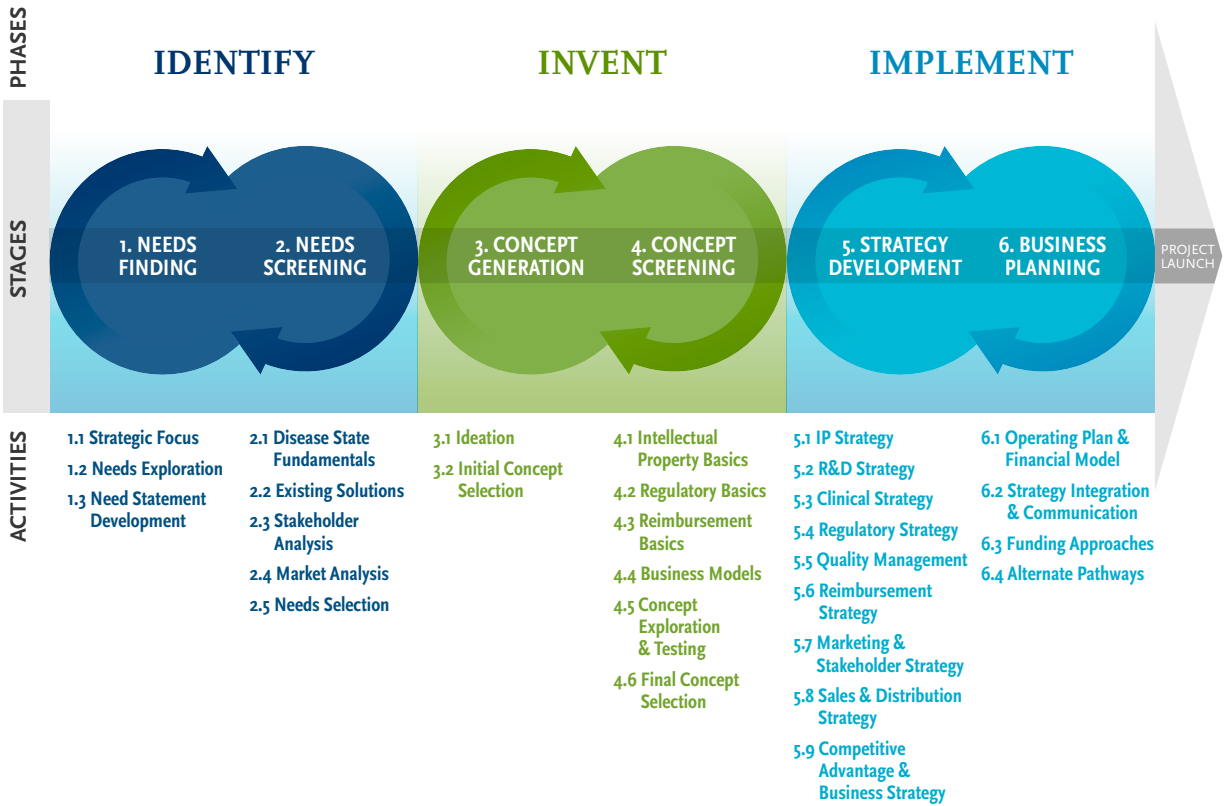 PHASES
IDENTIFY
INVENT
IMPLEMENT
STAGES
1. NEEDS
FINDING
2. NEEDS
SCREENING
3. CONCEPT
GENERATION
4. CONCEPT
SCREENING
5. STRATEGY
DEVELOPMENT
6. BUSINESS
PLANNING
PROJECT
LAUNCH
ACTIVITIES
1.1 Strategic Focus
1.2 Needs Exploration
1.3 Need Statement
Development
2.1 Disease State
Fundamentals
2.2 Existing Solutions
2.3 Stakeholder
Analysis
2.4 Market Analysis
2.5 Needs Selection
3.1 Ideation
3.2 Initial Concept
Selection
4.1 Intellectual
Property Basics
4.2 Regulatory Basics
4.3 Reimbursement
Basics
4.4 Business Models
4.5 Concept
Exploration
& Testing
4.6 Final Concept
Selection
5.1 IP Strategy
5.2 R&D Strategy
5.3 Clinical Strategy
5.4 Regulatory Strategy
5.5 Quality Management
5.6 Reimbursement
Strategy
5.7 Marketing &
Stakeholder Strategy
5.8 Sales & Distribution
Strategy
5.9 Competitive
Advantage &
Business Strategy
6.1 Operating Plan &
Financial Model
6.2 Strategy Integration
& Communication
6.3 Funding Approaches
6.4 Alternate Pathways